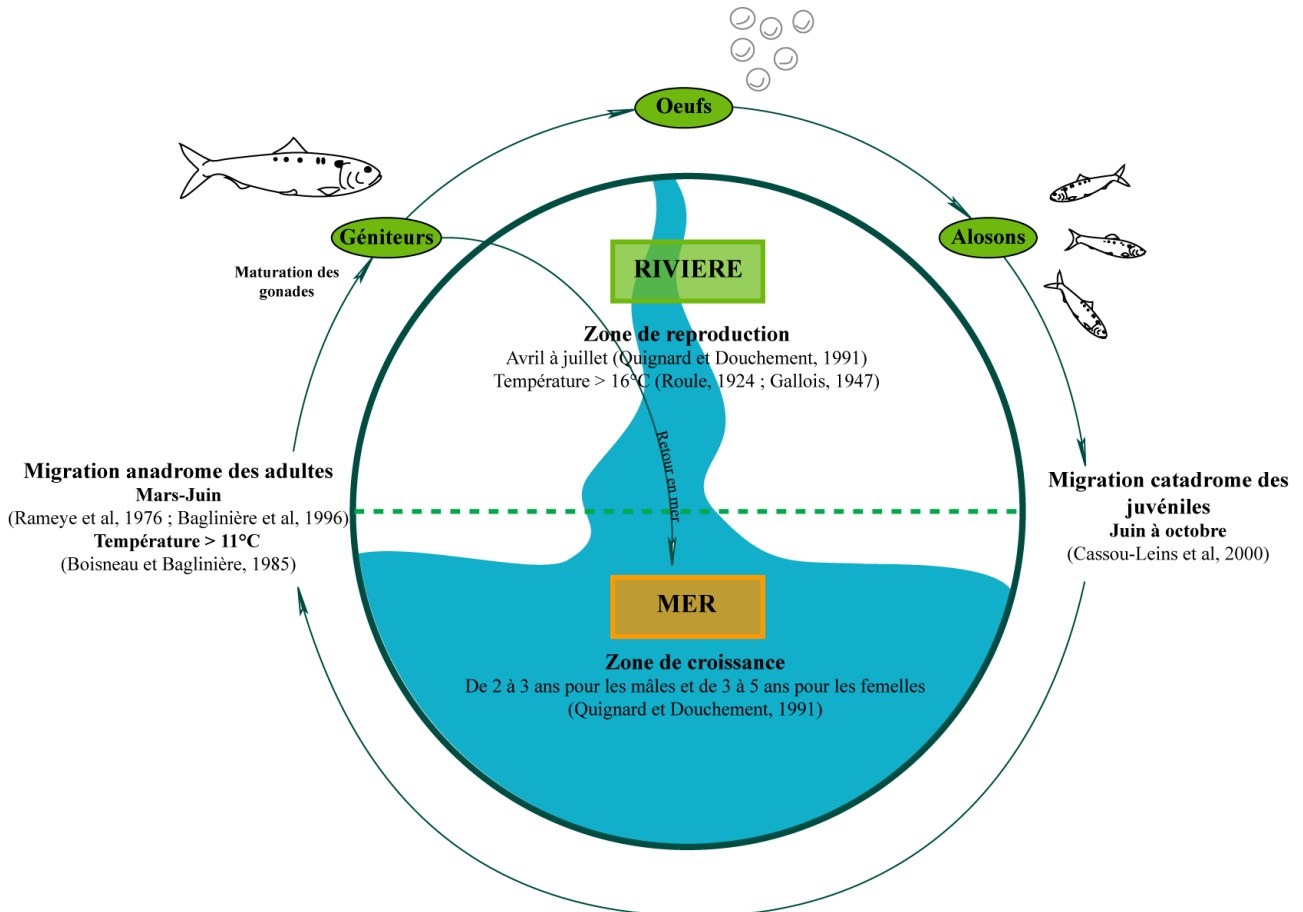 Oeufs
Géniteurs
Alosons
Maturation des
gonades
RIVIERE
Zone de reproduction
Avril à juillet (Quignard et Douchement, 1991)
Température > 16°C (Roule, 1924 ; Gallois, 1947)
Retour en mer
Migration anadrome des adultes
Mars-Juin
(Rameye et al, 1976 ; Baglinière et al, 1996)
Température > 11°C
(Boisneau et Baglinière, 1985)
Migration catadrome des
juvéniles
Juin à octobre
(Cassou-Leins et al, 2000)
MER
Zone de croissance
De 2 à 3 ans pour les mâles et de 3 à 5 ans pour les femelles
(Quignard et Douchement, 1991)